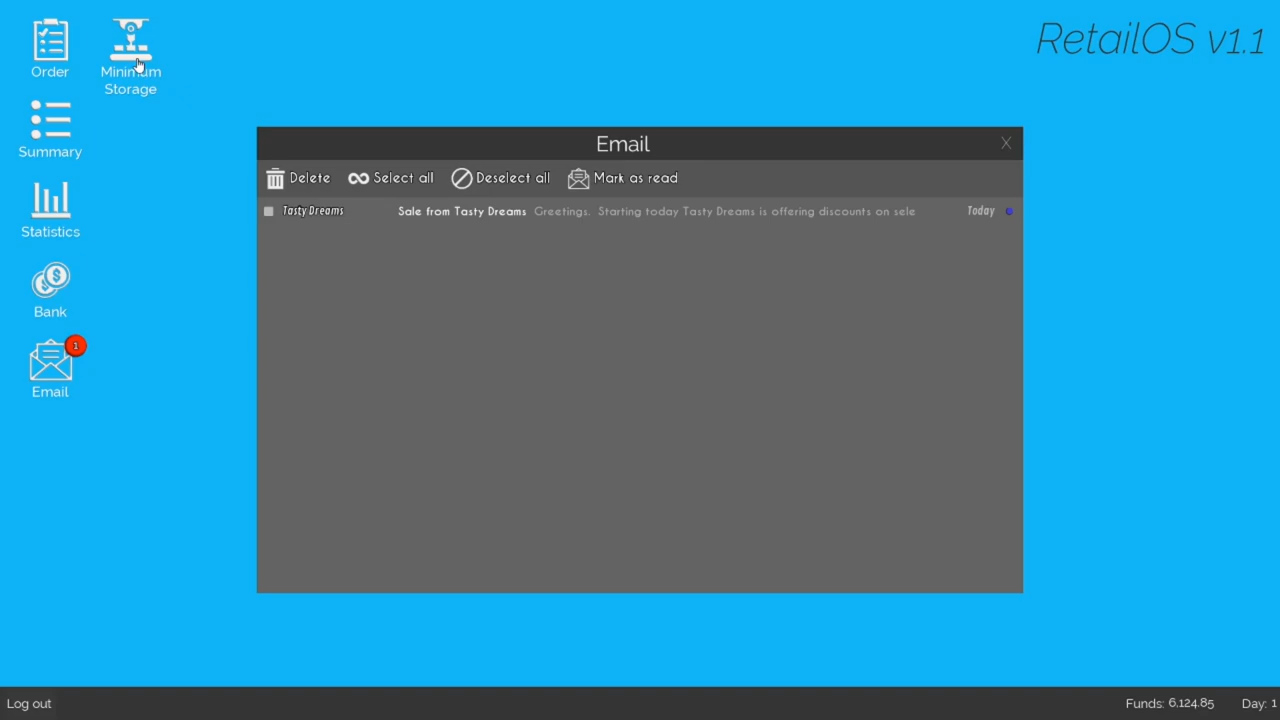 RetailOS v1.1
Order
Minimum
Storage
Summary
Statistics
Bank
1
Email
Email
X
Delete
Select all
Deselect all
Mark as read
Tasty Dreams
Sale from Tasty Dreams
Greetings. Starting today Tasty Dreams is offering discounts on sele
Today
Log out
Funds: 6,124.85
Day: 1